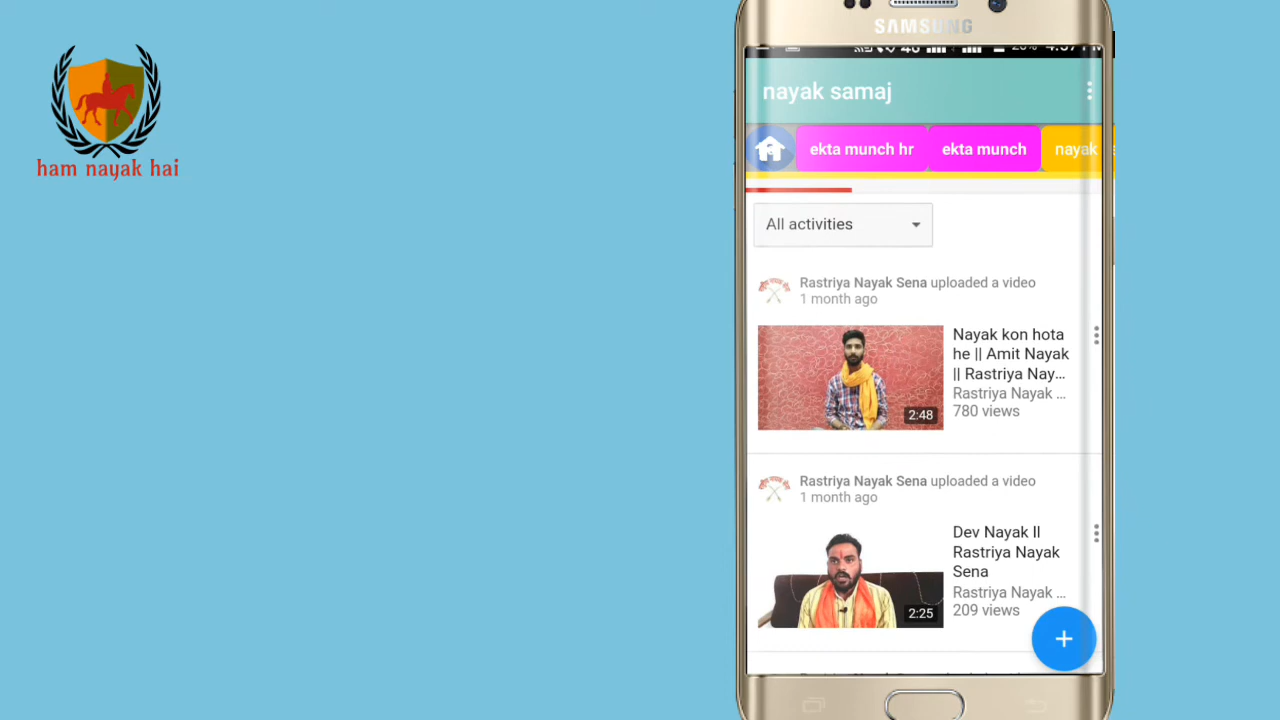 ham nayak hai
SAMSUNG
nayak samaj
ekta munch hr
ekta munch
nayak
All activities
Rastriya Nayak Sena uploaded a video
1 month ago
Nayak kon hota
he || Amit Nayak
|| Rastriya Nay...
Rastriya Nayak ...
780 views
2:48
Rastriya Nayak Sena uploaded a video
1 month ago
Dev Nayak II
Rastriya Nayak
Sena
Rastriya Nayak ...
209 views
2:25